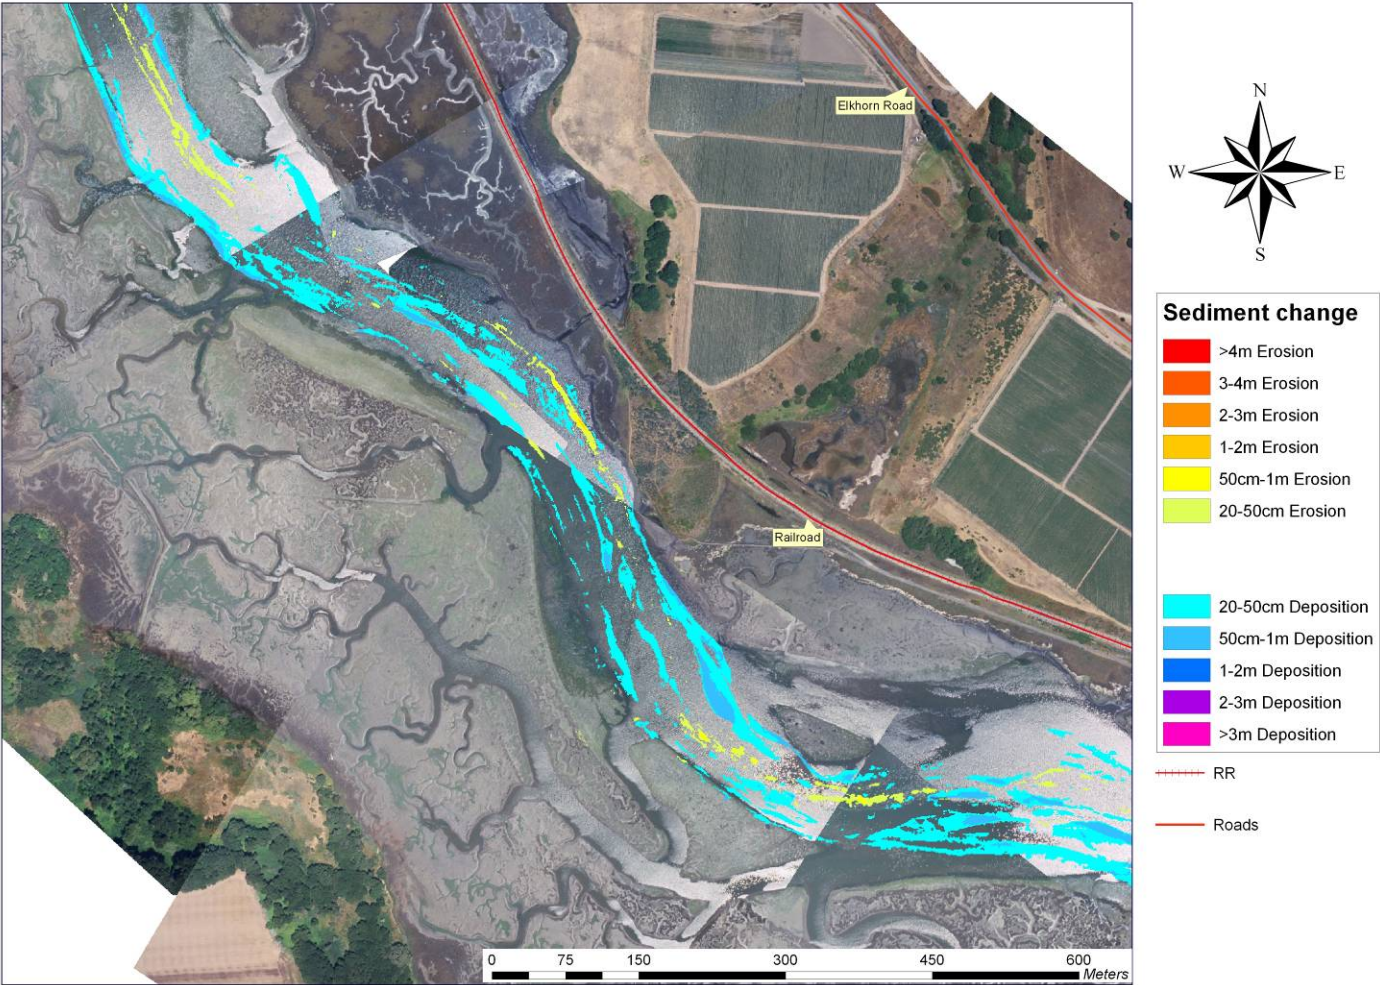 Elkhorn Road
Railroad
N
W
E
S
Sediment change
>4m Erosion
3-4m Erosion
2-3m Erosion
1-2m Erosion
50cm-1m Erosion
20-50cm Erosion
20-50cm Deposition
50cm-1m Deposition
1-2m Deposition
2-3m Deposition
>3m Deposition
RR
Roads
0 75 150 300 450 600
Meters